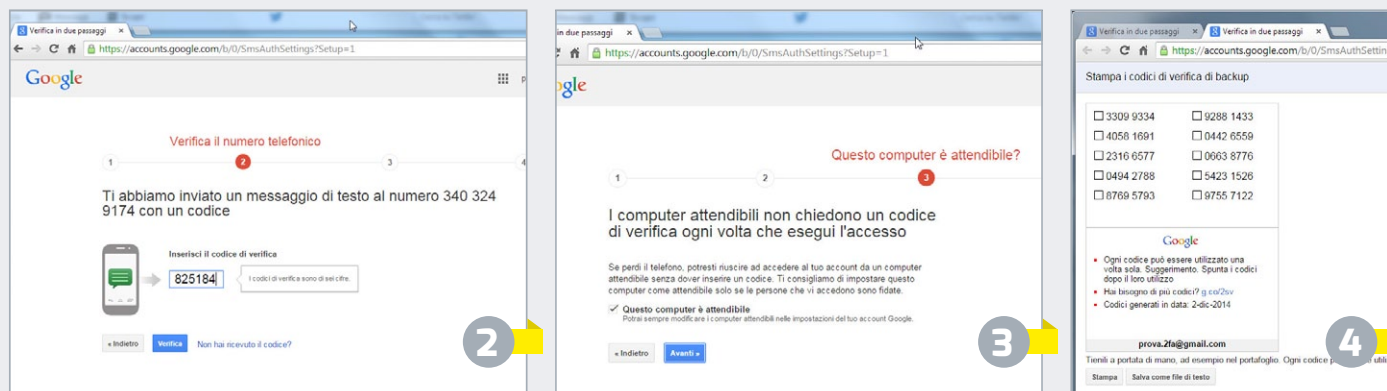 Verifica in due passaggi
https://accounts.google.com/b/0/SmsAuthSettings?Setup=1
Google
Verifica il numero telefonico
1 2 3 4
Ti abbiamo inviato un messaggio di testo al numero 340 324
9174 con un codice
Inserisci il codice di verifica
825184
I codici di verifica sono di sei cifre.
« Indietro Verifica Non hai ricevuto il codice?
2
in due passaggi
https://accounts.google.com/b/0/SmsAuthSettings?Setup=1
ogle
Questo computer è attendibile?
1 2 3
I computer attendibili non chiedono un codice
di verifica ogni volta che esegui l'accesso
Se perdi il telefono, potresti riuscire ad accedere al tuo account da un computer
attendibile senza dover inserire un codice. Ti consigliamo di impostare questo
computer come attendibile solo se le persone che vi accedono sono fidate.
Questo computer è attendibile
Potrai sempre modificare i computer attendibili nelle impostazioni del tuo account Google.
« Indietro Avanti »
3
Verifica in due passaggi Verifica in due passaggi
https://accounts.google.com/b/0/SmsAuthSettin
Stampa i codici di verifica di backup
3309 9334 9288 1433
4058 1691 0442 6559
2316 6577 0663 8776
0494 2788 5423 1526
8769 5793 9755 7122
Google
Ogni codice può essere utilizzato una
volta sola. Suggerimento. Spunta i codici
dopo il loro utilizzo
Hai bisogno di più codici? g.co/2sv
Codici generati in data: 2-dic-2014
prova.2fa@gmail.com
Tienili a portata di mano, ad esempio nel portafoglio. Ogni codice
Stampa Salva come file di testo
4